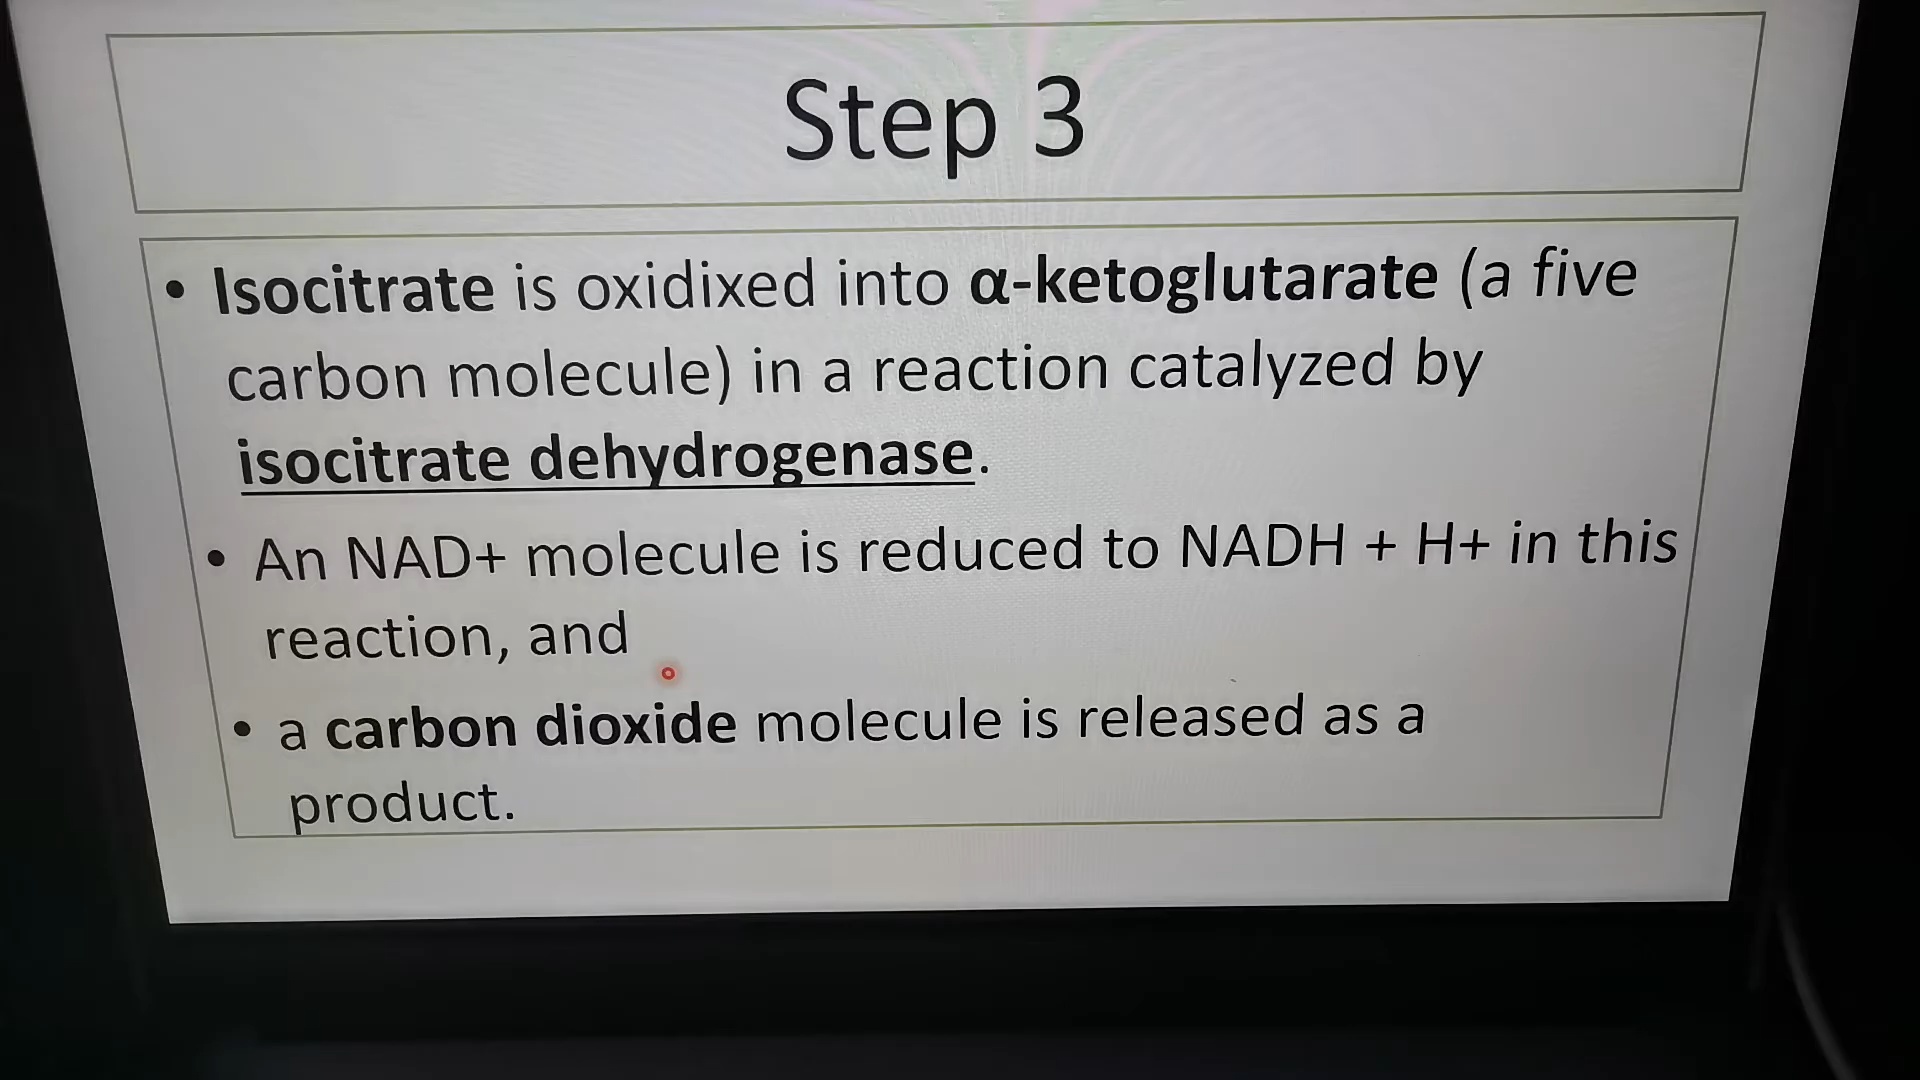 Step 3
• Isocitrate is oxidixed into α-ketoglutarate (a five
carbon molecule) in a reaction catalyzed by
isocitrate dehydrogenase.
• An NAD+ molecule is reduced to NADH + H+ in this
reaction, and
• a carbon dioxide molecule is released as a
product.